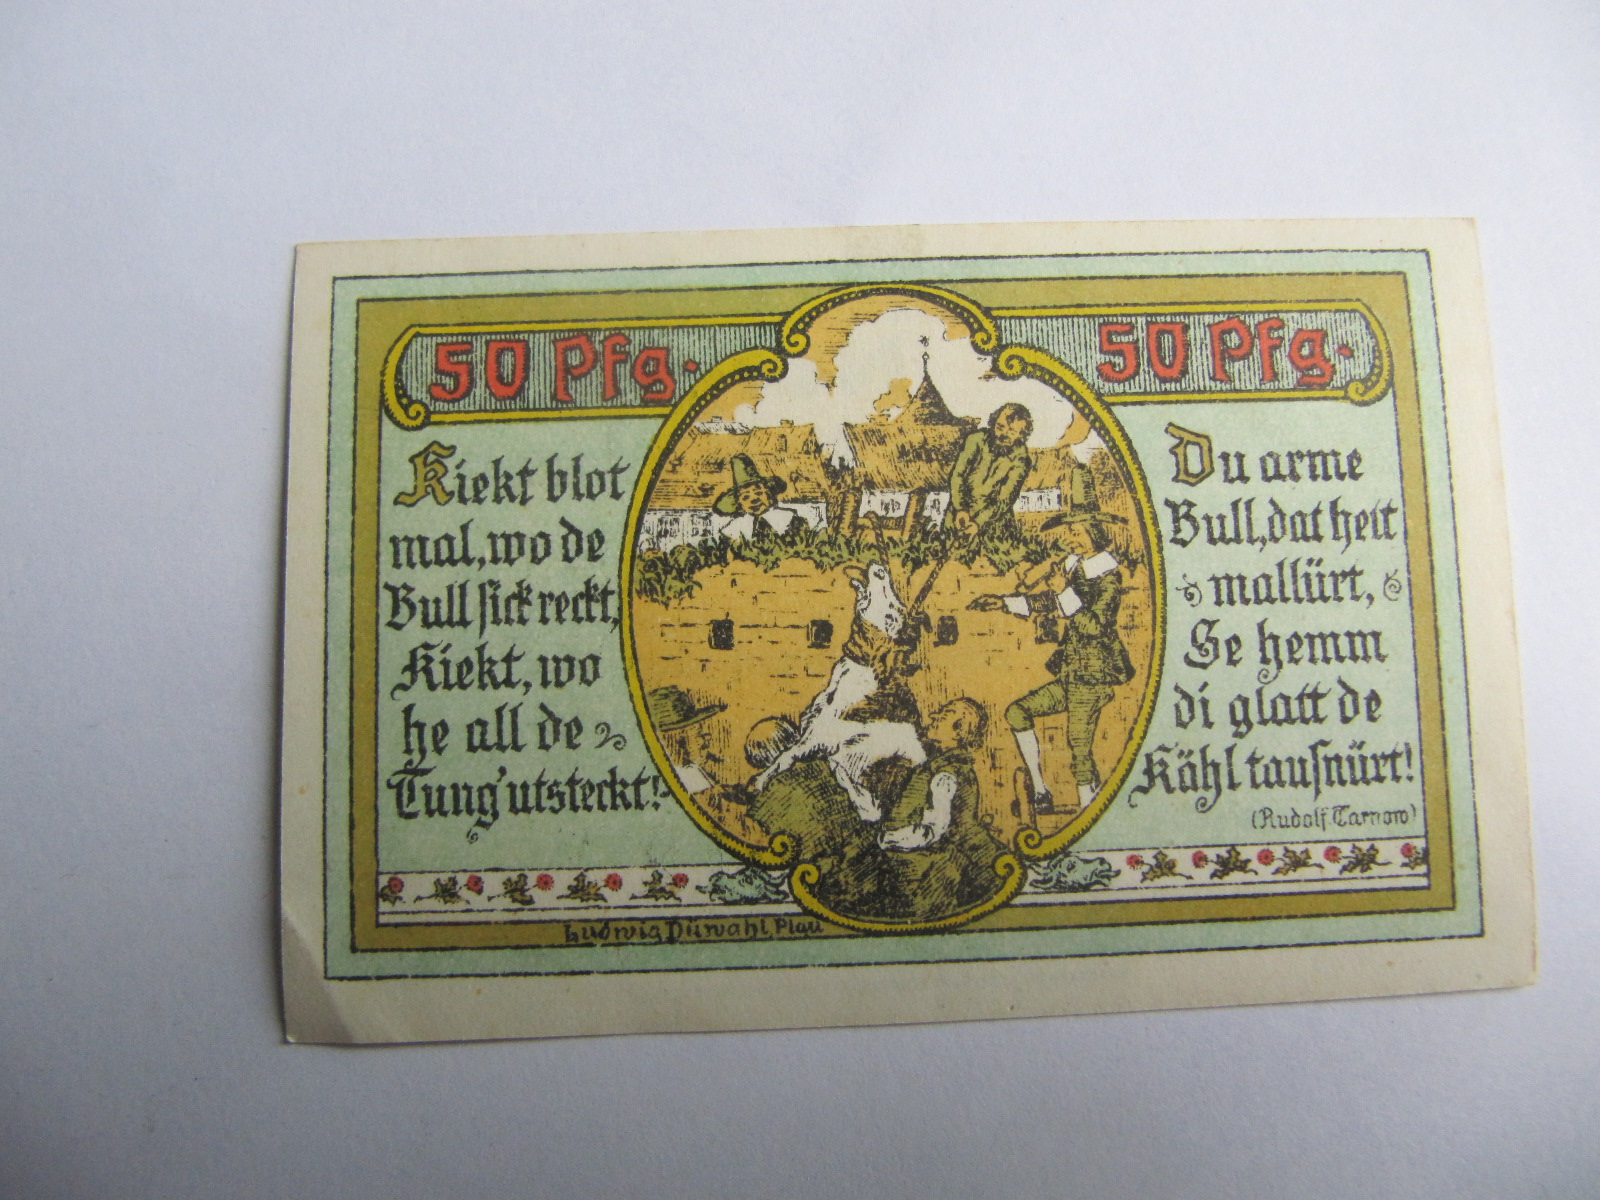 50 Pfg.
50 Pfg.
Kiekt blot
mal, wo de
Bull sick reckt,
Kiekt, wo
he all de
Tung' utsteckt!
Du arme
Bull, dat heit
mallürt,
Se hemm
di glatt de
Kähl tausnürt!
(Rudolf Tarnow)
Ludwig Düwahl, Plau